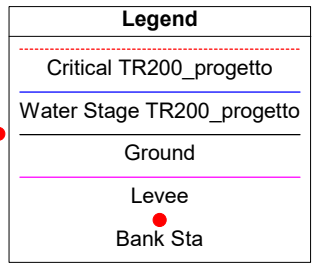 Legend
Critical TR200_progetto
Water Stage TR200_progetto
Ground
Levee
Bank Sta